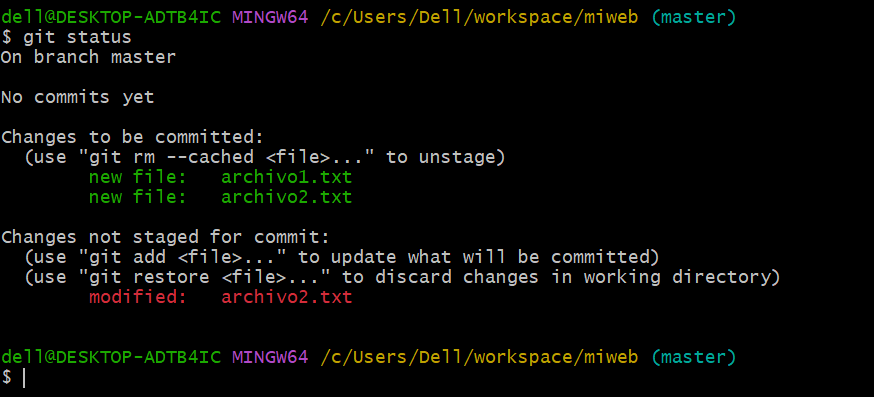 dell@DESKTOP-ADTB4IC MINGW64 /c/Users/Dell/workspace/miweb (master)
$ git status
On branch master
No commits yet
Changes to be committed:
(use "git rm --cached <file>..." to unstage)
new file:   archivo1.txt
new file:   archivo2.txt
Changes not staged for commit:
(use "git add <file>..." to update what will be committed)
(use "git restore <file>..." to discard changes in working directory)
modified:   archivo2.txt
dell@DESKTOP-ADTB4IC MINGW64 /c/Users/Dell/workspace/miweb (master)
$